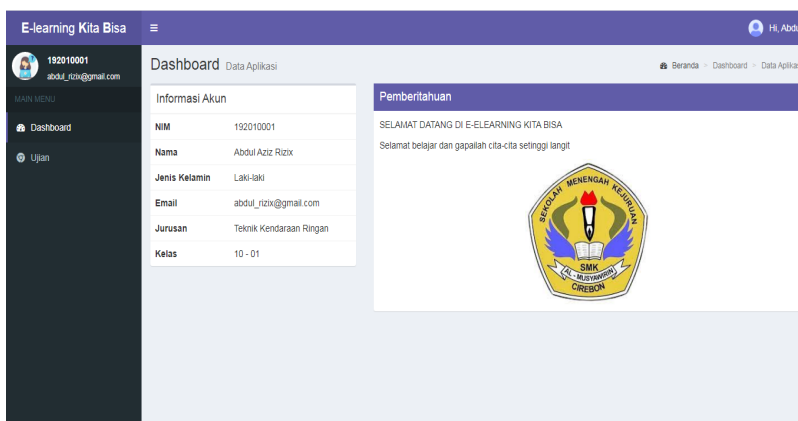 E-learning Kita Bisa
Hi, Abdu
192010001
abdul_rizix@gmail.com
MAIN MENU
Dashboard
Ujian
Dashboard Data Aplikasi
Beranda > Dashboard > Data Aplikas
Informasi Akun
NIM 192010001
Nama Abdul Aziz Rizix
Jenis Kelamin Laki-laki
Email abdul_rizix@gmail.com
Jurusan Teknik Kendaraan Ringan
Kelas 10 - 01
Pemberitahuan
SELAMAT DATANG DI E-ELEARNING KITA BISA
Selamat belajar dan gapailah cita-cita setinggi langit
SEKOLAH MENENGAH KEJURUAN
SMK
AL - MUSYAWIRIN
CIREBON